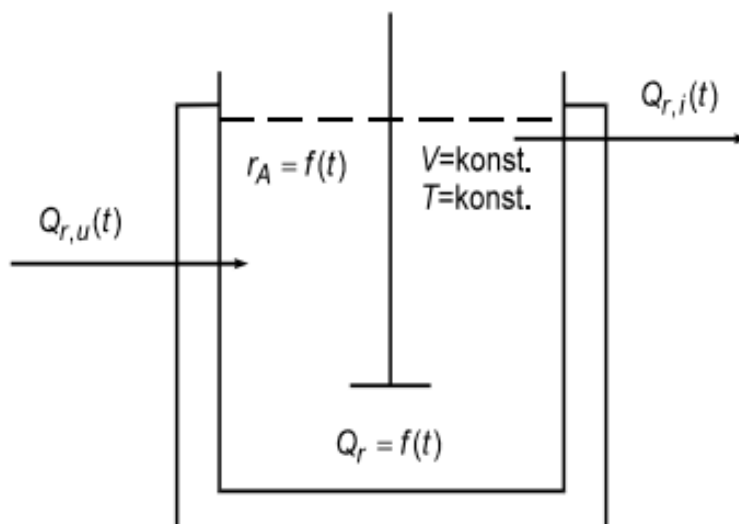 Q_{r,i}(t)
r_A = f(t)
V=konst.
T=konst.
Q_{r,u}(t)
Q_r = f(t)